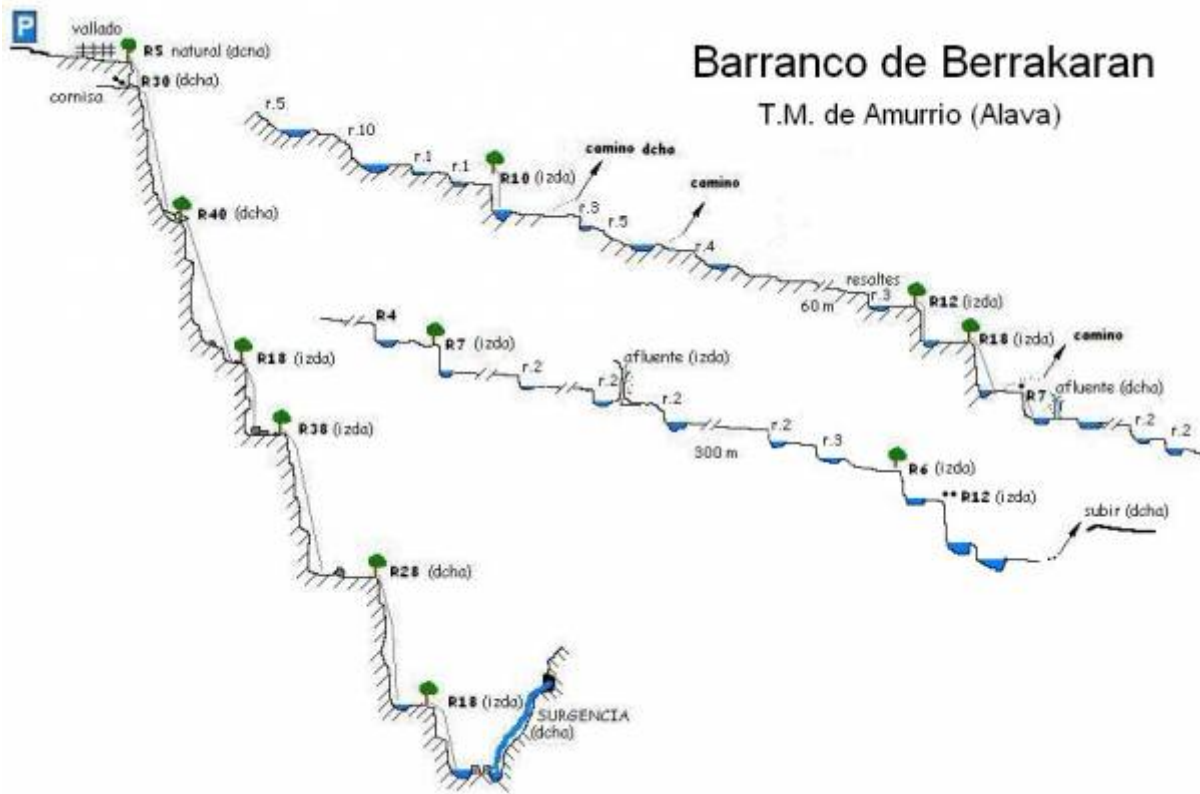 P
vallado
R5 natural (dcha)
R30 (dcha)
cornisa
R40 (dcha)
R18 (izda)
R38 (izda)
R28 (dcha)
R18 (izda)
SURGENCIA
(dcha)
Barranco de Berrakaran
T.M. de Amurrio (Alava)
r.5
r.10
r.1
r.1
R10 (izda)
camino dcha
r.3
r.5
camino
r.4
resaltes
60 m
r.3
R12 (izda)
R18 (izda)
camino
R7
afluente (dcha)
r.2
r.2
R4
R7 (izda)
r.2
r.2
afluente (izda)
r.2
300 m
r.2
r.3
R6 (izda)
R12 (izda)
subir (dcha)